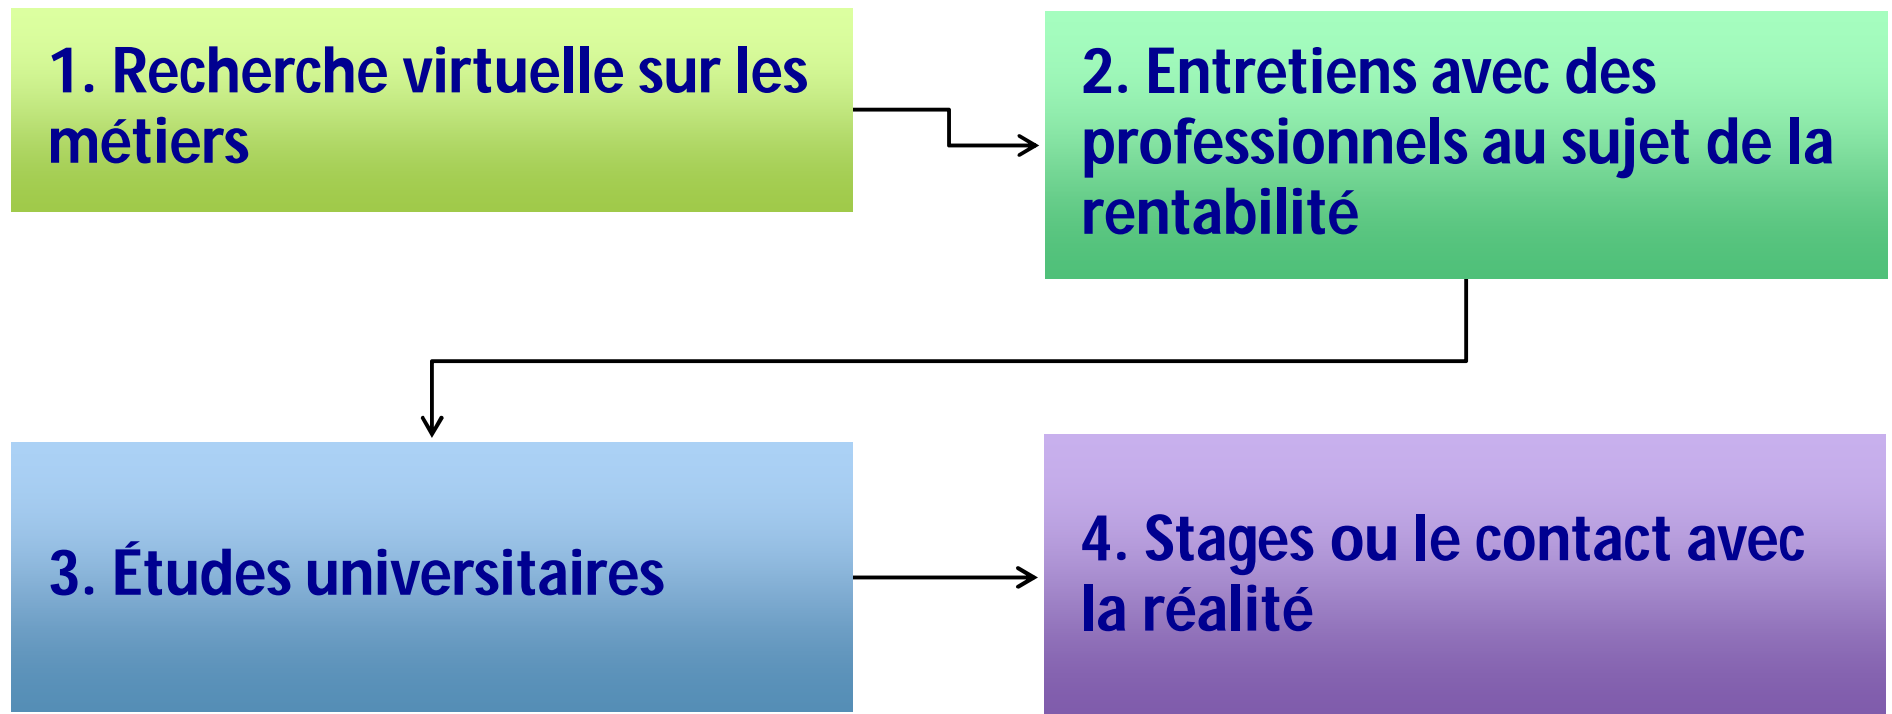 1. Recherche virtuelle sur les
métiers
2. Entretiens avec des
professionnels au sujet de la
rentabilité
3. Études universitaires
4. Stages ou le contact avec
la réalité